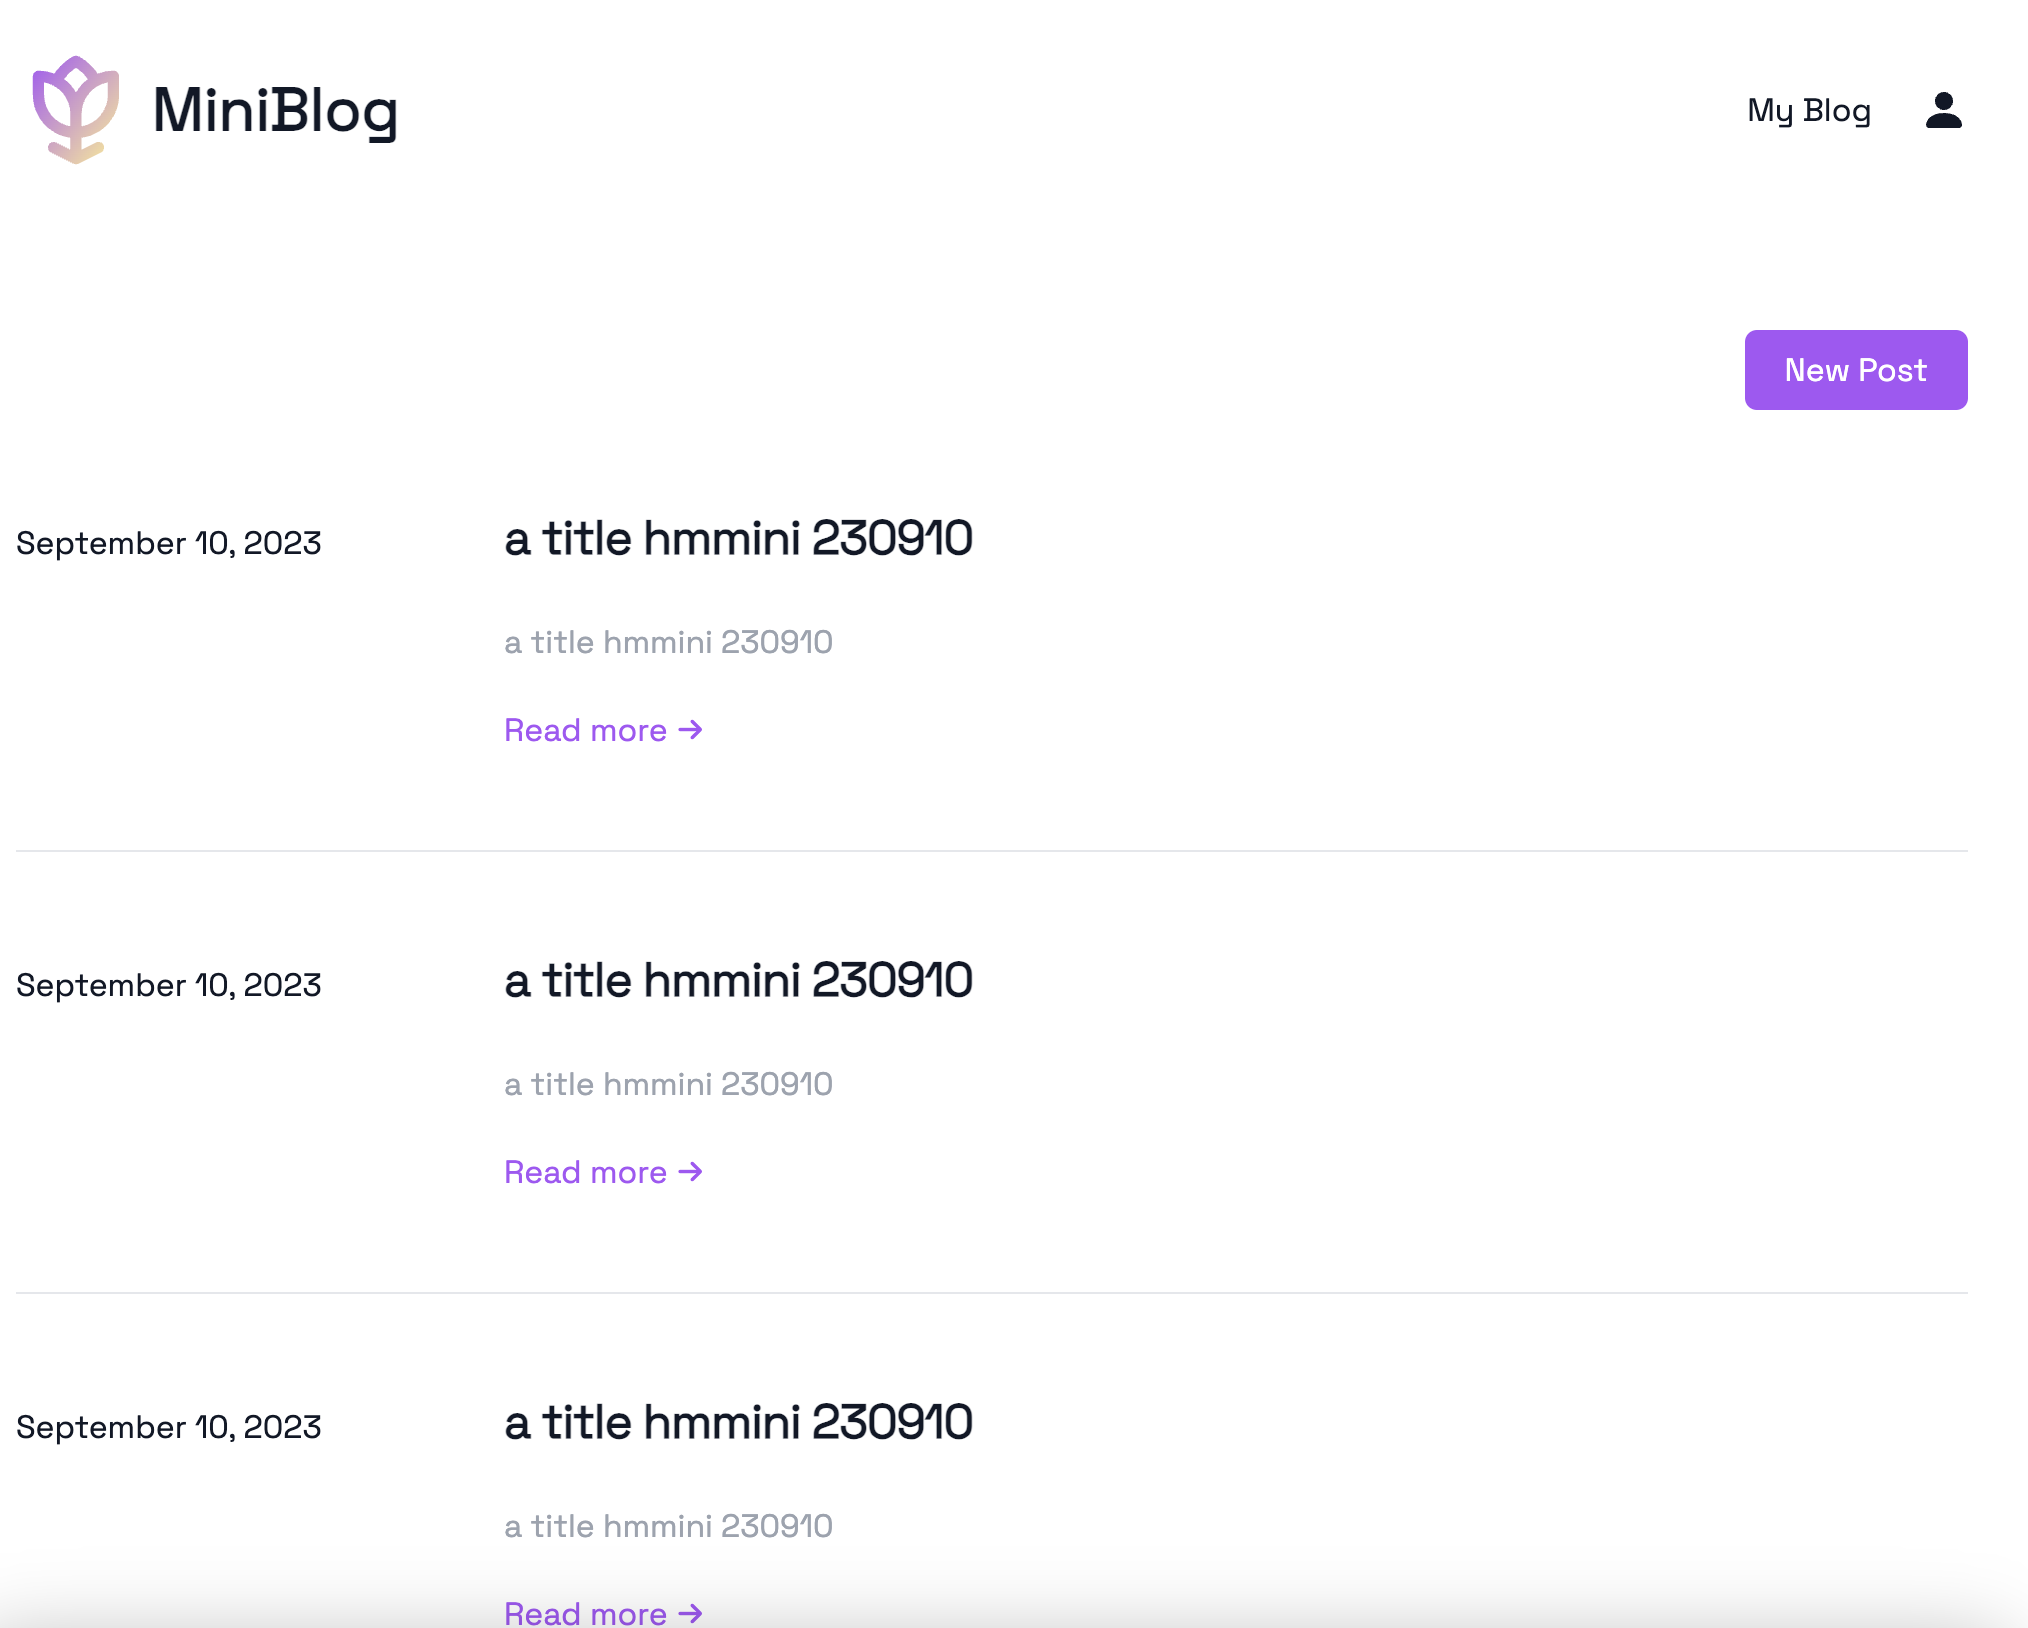 MiniBlog
My Blog
New Post
September 10, 2023
a title hmmini 230910
a title hmmini 230910
Read more →
September 10, 2023
a title hmmini 230910
a title hmmini 230910
Read more →
September 10, 2023
a title hmmini 230910
a title hmmini 230910
Read more →